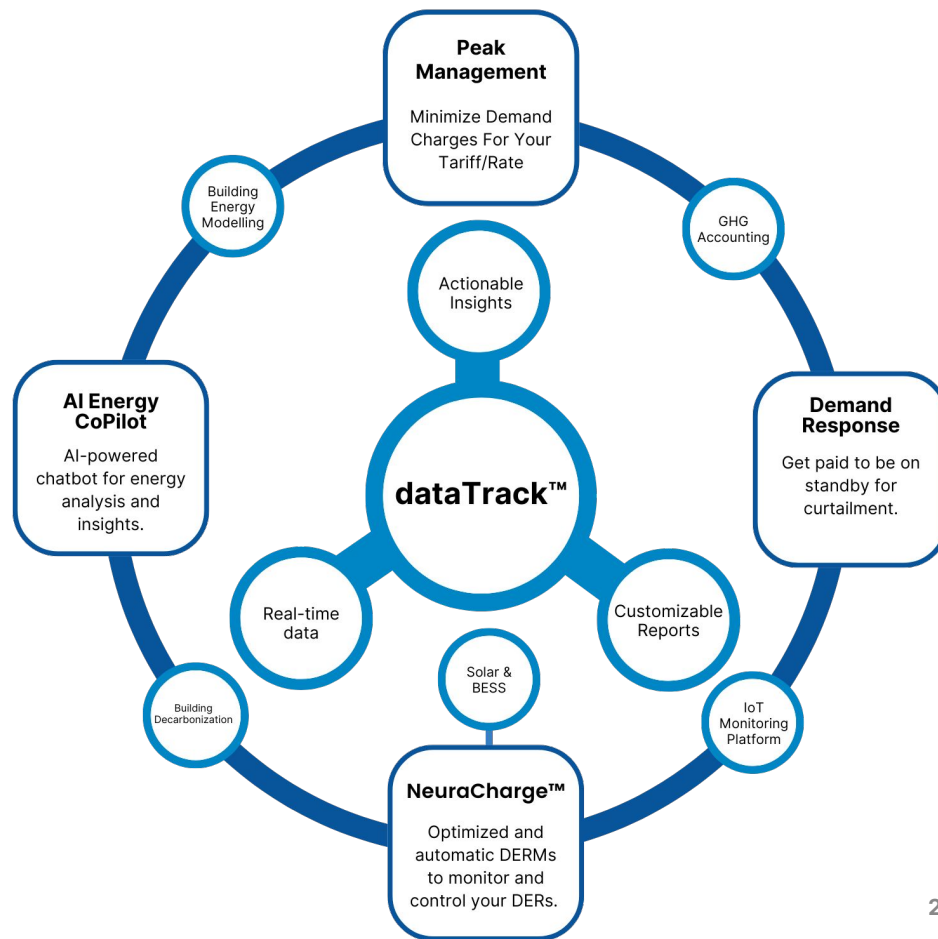 Peak
Management
Minimize Demand
Charges For Your
Tariff/Rate
Building
Energy
Modelling
GHG
Accounting
Actionable
Insights
AI Energy
CoPilot
AI-powered
chatbot for energy
analysis and
insights.
dataTrack™
Demand
Response
Get paid to be on
standby for
curtailment.
Real-time
data
Customizable
Reports
Solar &
BESS
Building
Decarbonization
IoT
Monitoring
Platform
NeuraCharge™
Optimized and
automatic DERMs
to monitor and
control your DERs.
2